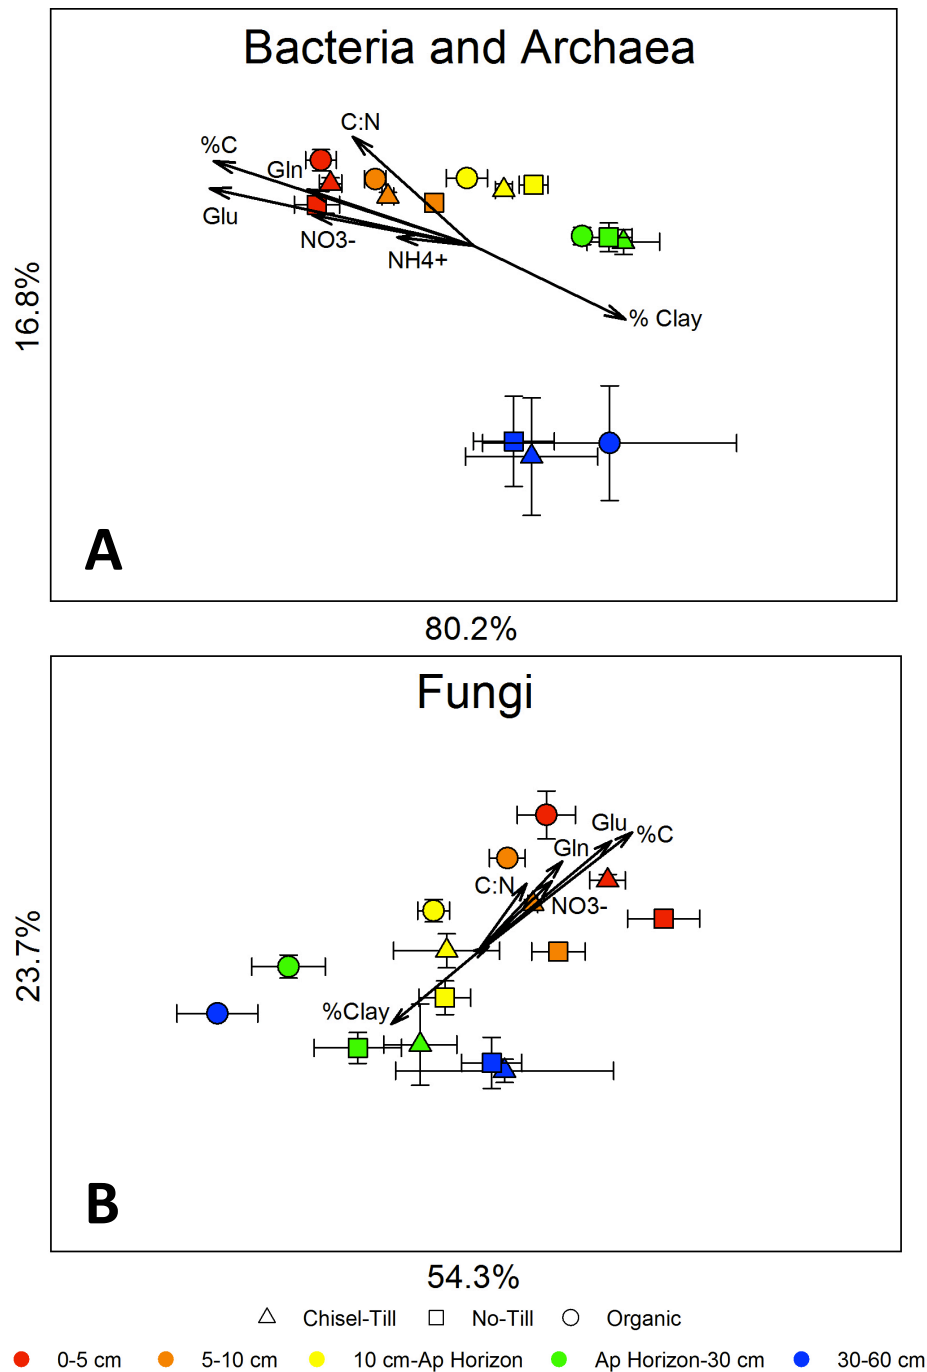 Bacteria and Archaea
C:N
%C
Gln
Glu
NO3-
NH4+
% Clay
16.8%
A
80.2%
Fungi
Glu
%C
Gln
C:N
NO3-
%Clay
23.7%
B
54.3%
Chisel-Till No-Till Organic
0-5 cm 5-10 cm 10 cm-Ap Horizon Ap Horizon-30 cm 30-60 cm